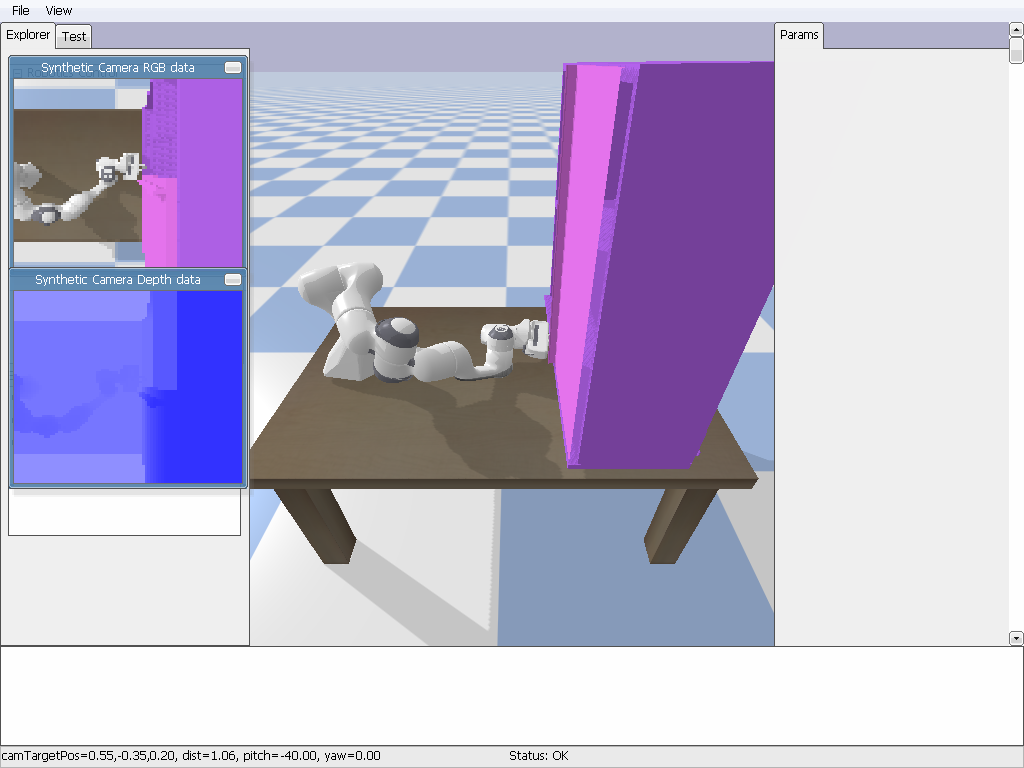 File View
Explorer Test
Params
Synthetic Camera RGB data
Synthetic Camera Depth data
camTargetPos=0.55,-0.35,0.20, dist=1.06, pitch=-40.00, yaw=0.00
Status: OK